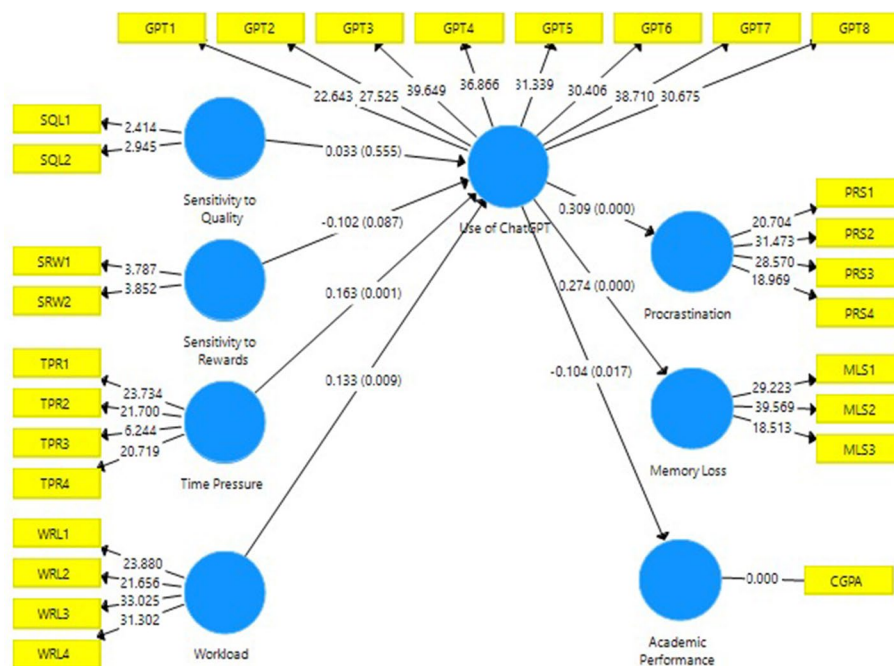 GPT1 GPT2 GPT3 GPT4 GPT5 GPT6 GPT7 GPT8
22.643 27.525 39.649 36.866 31.339 30.406 38.710 30.675
SQL1
SQL2
2.414
2.945
Sensitivity to
Quality
0.033 (0.555)
SRW1
SRW2
3.787
3.852
Sensitivity to
Rewards
-0.102 (0.087)
TPR1
TPR2
TPR3
TPR4
23.734
21.700
6.244
20.719
Time Pressure
0.163 (0.001)
WRL1
WRL2
WRL3
WRL4
23.880
21.656
33.025
31.302
Workload
0.133 (0.009)
Use of ChatGPT
0.309 (0.000)
0.274 (0.000)
-0.104 (0.017)
Procrastination
20.704
31.473
28.570
18.969
PRS1
PRS2
PRS3
PRS4
Memory Loss
29.223
39.569
18.513
MLS1
MLS2
MLS3
Academic
Performance
0.000
CGPA